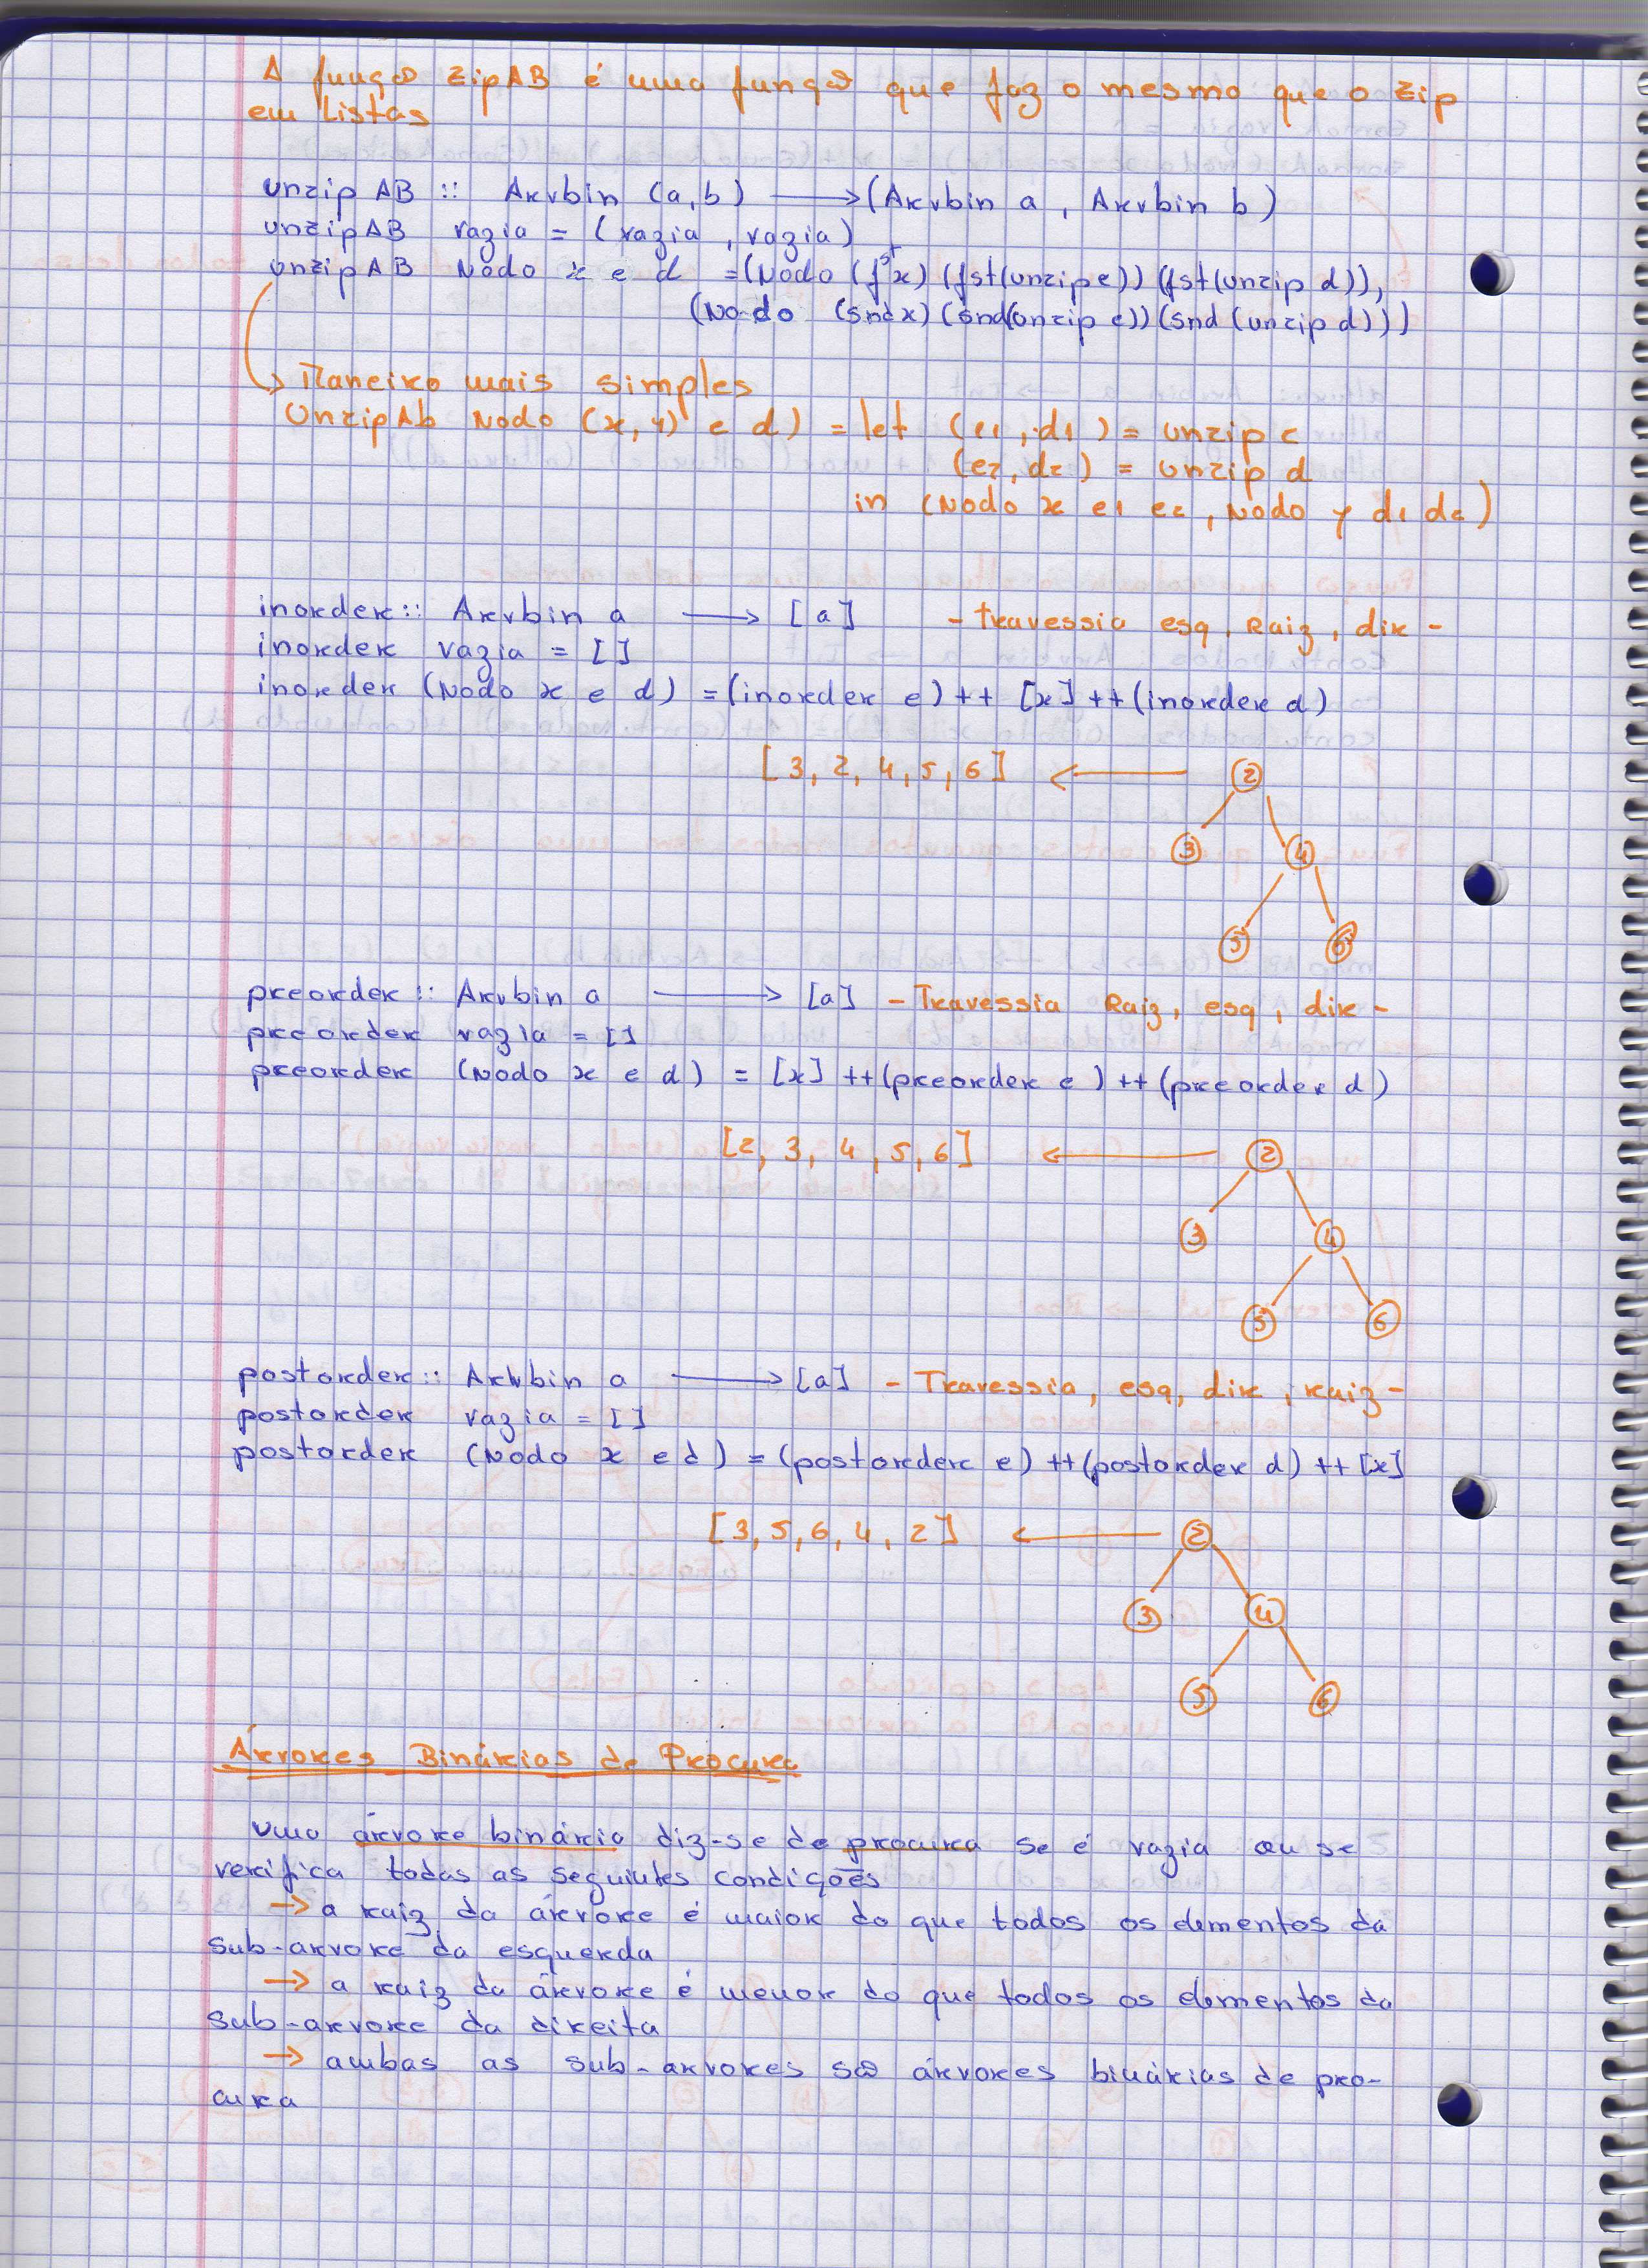 A função zipAB é uma função que faz o mesmo que o zip
em Listas
unzipAB :: Arvbin (a,b) → (Arvbin a, Arvbin b)
unzipAB vazia = (vazia, vazia)
unzipAB Nodo x e d = (Nodo (fst x) (fst(unzip e)) (fst(unzip d)),
(Nodo (snd x) (snd(unzip e)) (snd (unzip d)))
→ Maneira mais simples
UnzipAb Nodo (x,y) e d) = let (e1, d1) = unzip e
(e2, d2) = unzip d
in (Nodo x e1 e2, Nodo y d1 d2)
inorder:: Arvbin a → [a] - Travessia esq, Raiz, dir -
inorder vazia = []
inorder (Nodo x e d) = (inorder e) ++ [x] ++ (inorder d)
[3, 2, 4, 5, 6] ← 2
3 4
5 6
preorder:: Arvbin a → [a] - Travessia Raiz, esq, dir -
preorder vazia = []
preorder (Nodo x e d) = [x] ++ (preorder e) ++ (preorder d)
[2, 3, 4, 5, 6] ← 2
3 4
5 6
postorder:: Arvbin a → [a] - Travessia, esq, dir, raiz -
postorder vazia = []
postorder (Nodo x e d) = (postorder e) ++ (postorder d) ++ [x]
[3, 5, 6, 4, 2] ← 2
3 4
5 6
Árvores Binárias de Procura
Uma árvore binária diz-se de procura se é vazia ou se
verifica todas as seguintes condições
→ a raiz da árvore é maior do que todos os elementos da
sub-arvore da esquerda
→ a raiz da árvore é menor do que todos os elementos da
sub-arvore da direita
→ ambas as sub-arvores são árvores binárias de pro-
cura